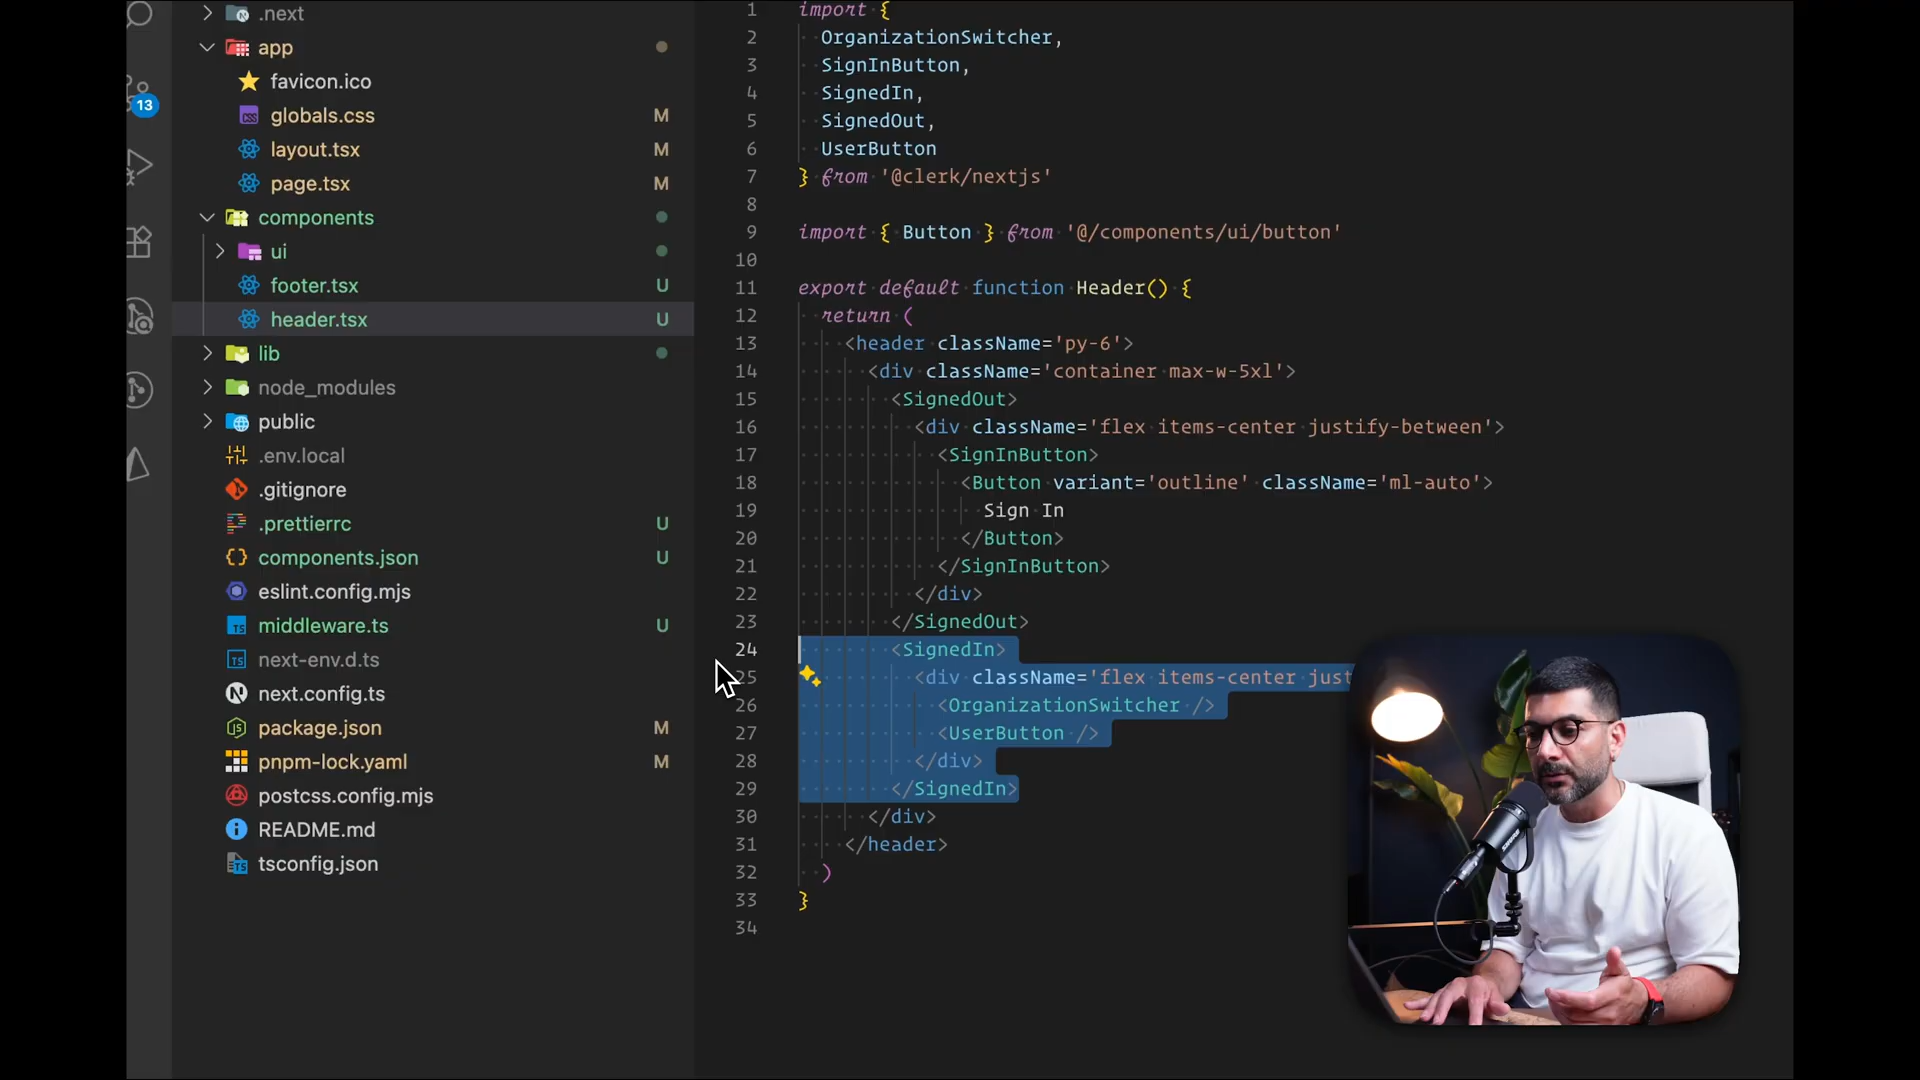 .next
app
favicon.ico
globals.css M
layout.tsx M
page.tsx M
components
ui
footer.tsx U
header.tsx U
lib
node_modules
public
.env.local
.gitignore
.prettierrc U
components.json U
eslint.config.mjs
middleware.ts U
next-env.d.ts
next.config.ts
package.json M
pnpm-lock.yaml M
postcss.config.mjs
README.md
tsconfig.json
13
1 import {
2 OrganizationSwitcher,
3 SignInButton,
4 SignedIn,
5 SignedOut,
6 UserButton
7 } from '@clerk/nextjs'
8
9 import { Button } from '@/components/ui/button'
10
11 export default function Header() {
12 return (
13 <header className='py-6'>
14 <div className='container max-w-5xl'>
15 <SignedOut>
16 <div className='flex items-center justify-between'>
17 <SignInButton>
18 <Button variant='outline' className='ml-auto'>
19 Sign In
20 </Button>
21 </SignInButton>
22 </div>
23 </SignedOut>
24 <SignedIn>
25 <div className='flex items-center just
26 <OrganizationSwitcher />
27 <UserButton />
28 </div>
29 </SignedIn>
30 </div>
31 </header>
32 )
33 }
34